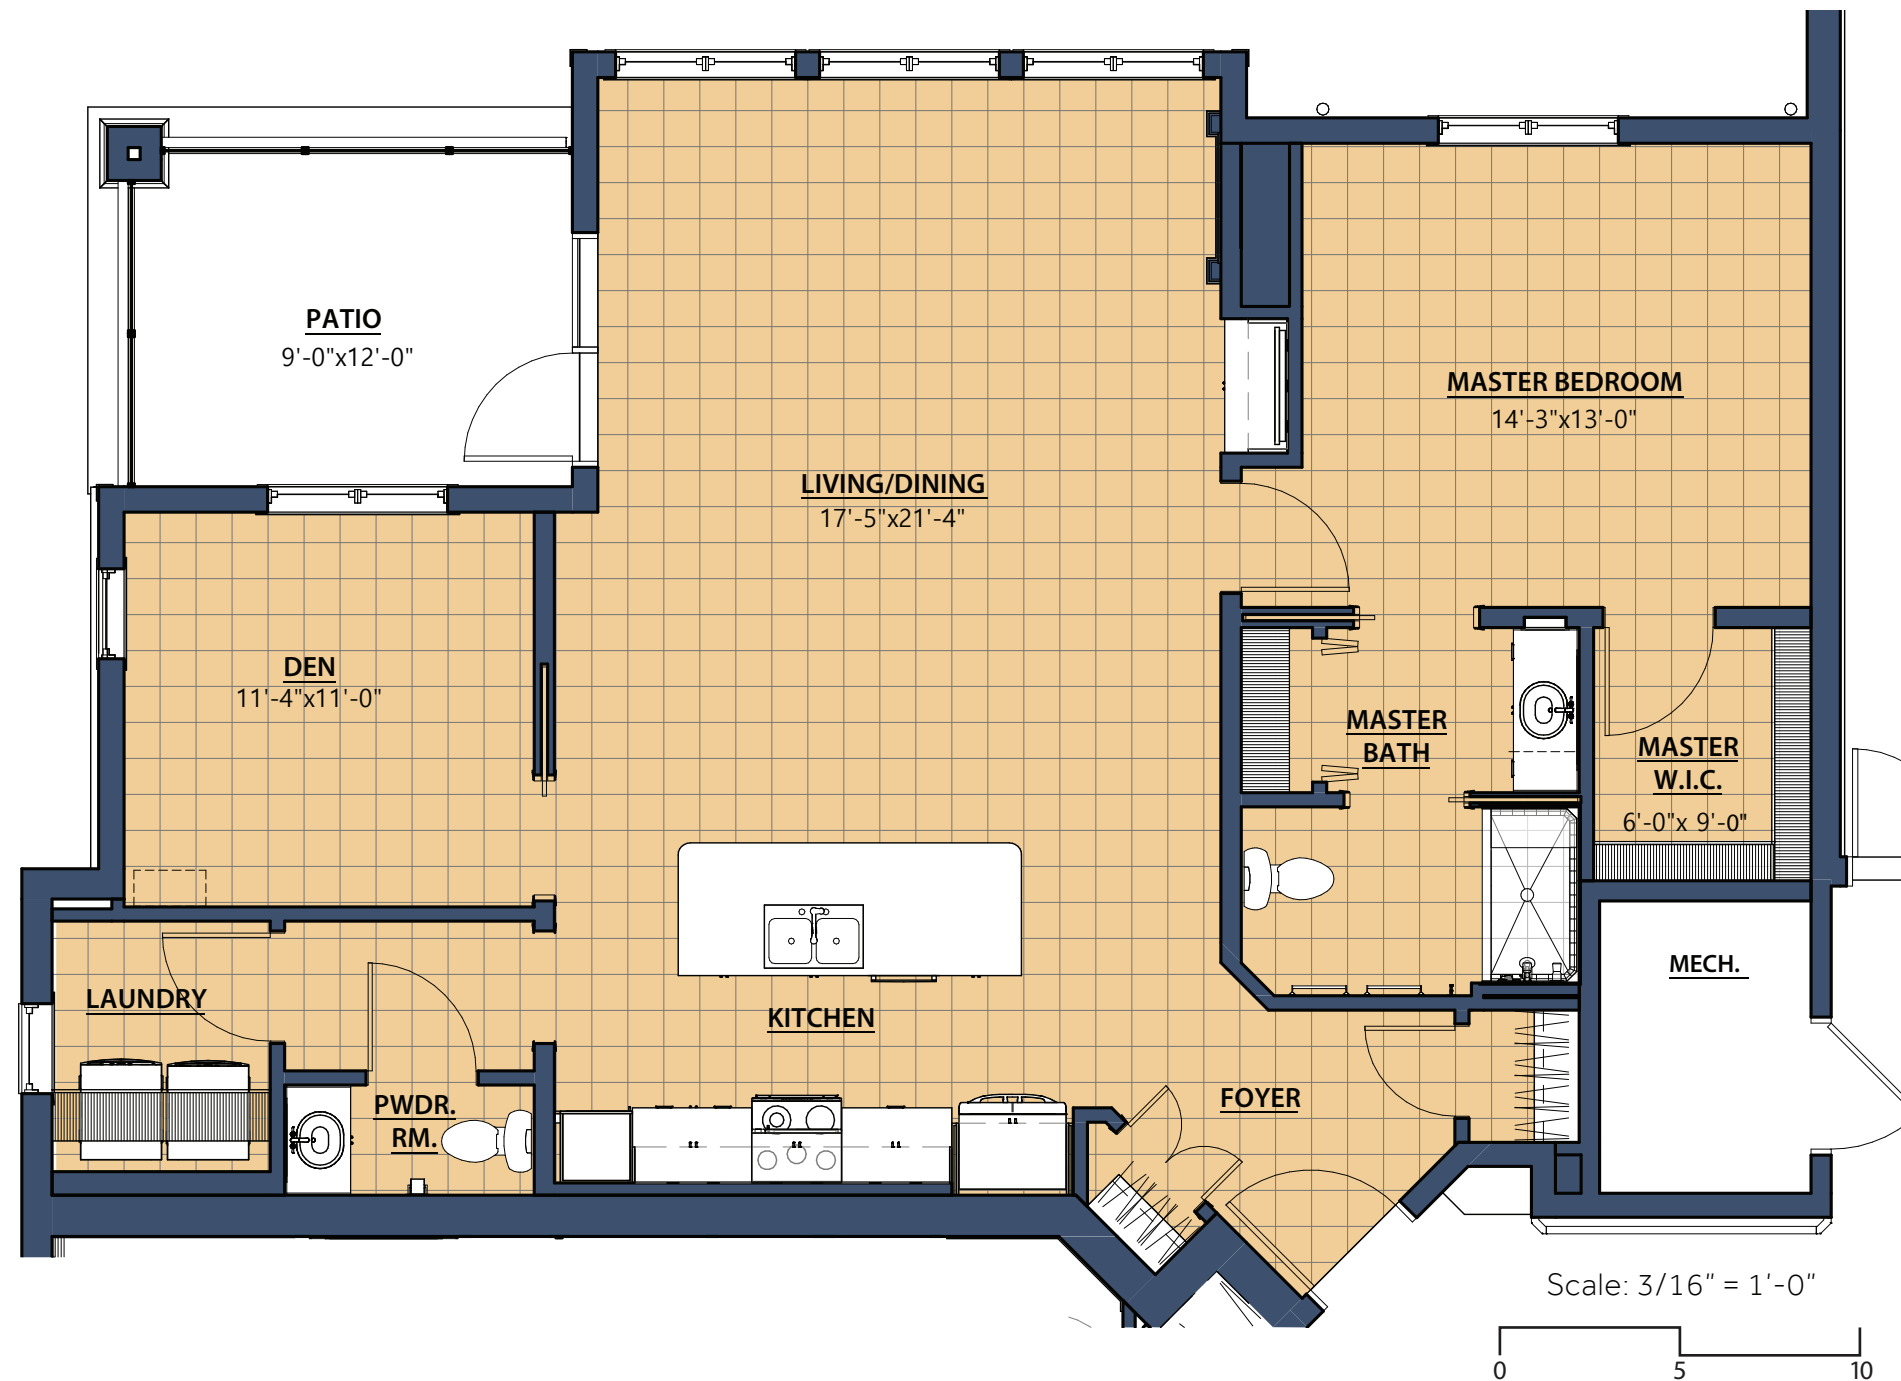 PATIO
9'-0"x12'-0"
MASTER BEDROOM
14'-3"x13'-0"
LIVING/DINING
17'-5"x21'-4"
DEN
11'-4"x11'-0"
MASTER
BATH
MASTER
W.I.C.
6'-0"x 9'-0"
MECH.
LAUNDRY
KITCHEN
PWDR.
RM.
FOYER
Scale: 3/16" = 1'-0"
0 5 10